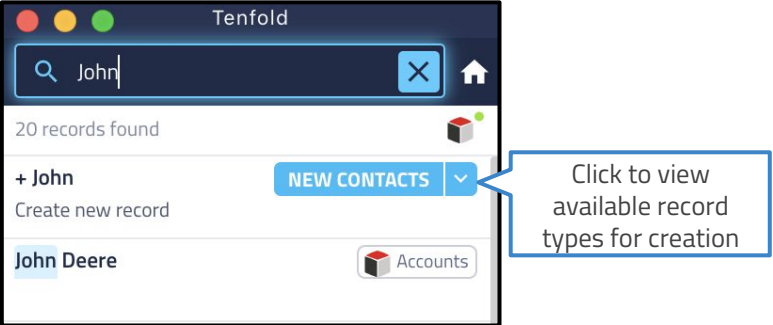 Tenfold
John
20 records found
+ John
NEW CONTACTS
Create new record
John Deere
Accounts
Click to view
available record
types for creation